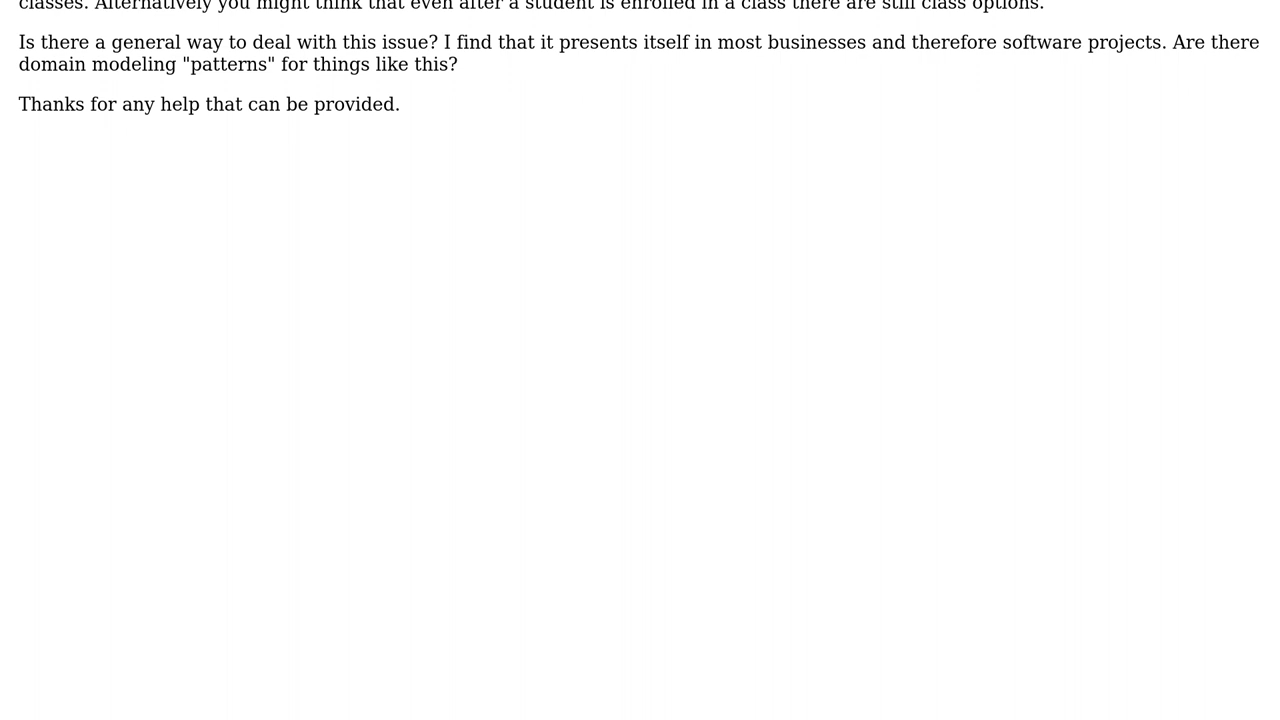 classes. Alternatively you might think that even after a student is enrolled in a class there are still class options.
Is there a general way to deal with this issue? I find that it presents itself in most businesses and therefore software projects. Are there
domain modeling "patterns" for things like this?
Thanks for any help that can be provided.